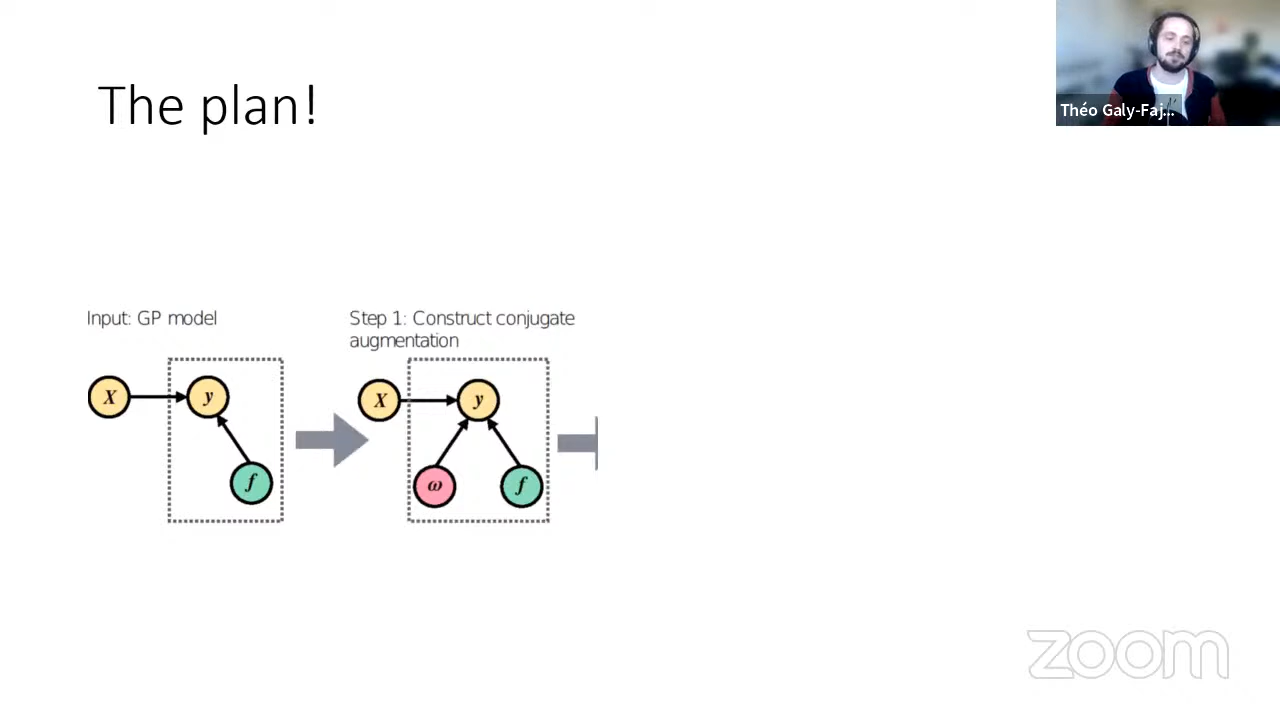 The plan!
Théo Galy-Faj...
Input: GP model
Step 1: Construct conjugate
augmentation
X
y
f
X
y
ω
f
zoom